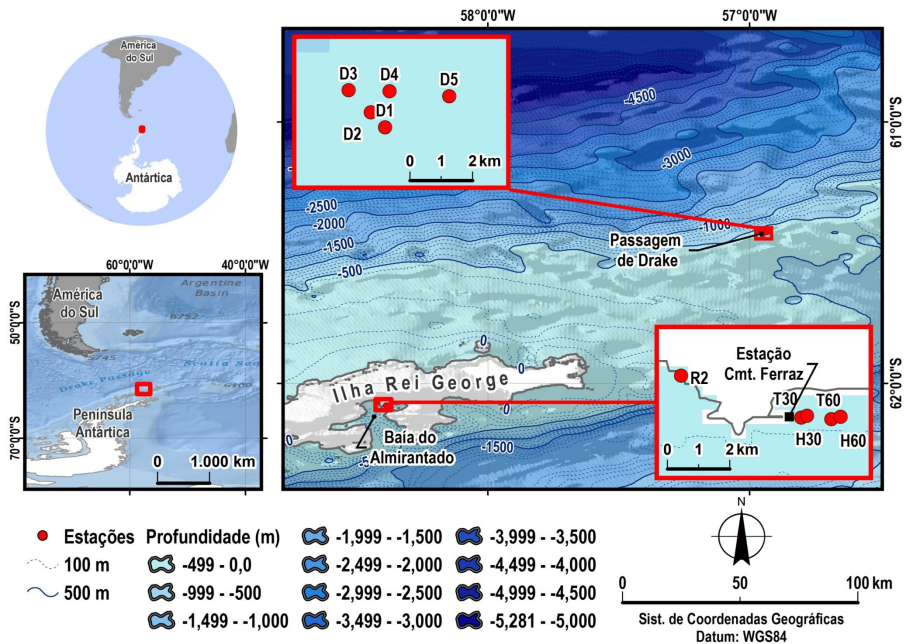 América
do Sul
Antártica
60°00'W
40°00'W
América
do Sul
Argentine
Basin
6752
5745
Scotia Sea
Drake Passage
Península
Antártica
50°00'S
70°00'S
0 1.000 km
58°0'0"W
57°0'0"W
61°0'0"S
62°0'0"S
D3
D4
D5
D1
D2
0 1 2 km
-4500
-3000
-2500
-2000
-1500
-500
-1000
Passagem
de Drake
0
0
0
0
0
Ilha Rei George
Baía do
Almirantado
-1500
Estação
Cmt. Ferraz
R2
T30
T60
H30
H60
0 1 2 km
Estações
100 m
500 m
Profundidade (m)
-499 - 0,0
-999 - -500
-1,499 - -1,000
-1,999 - -1,500
-2,499 - -2,000
-2,999 - -2,500
-3,499 - -3,000
-3,999 - -3,500
-4,499 - -4,000
-4,999 - -4,500
-5,281 - -5,000
N
0 50 100 km
Sist. de Coordenadas Geográficas
Datum: WGS84